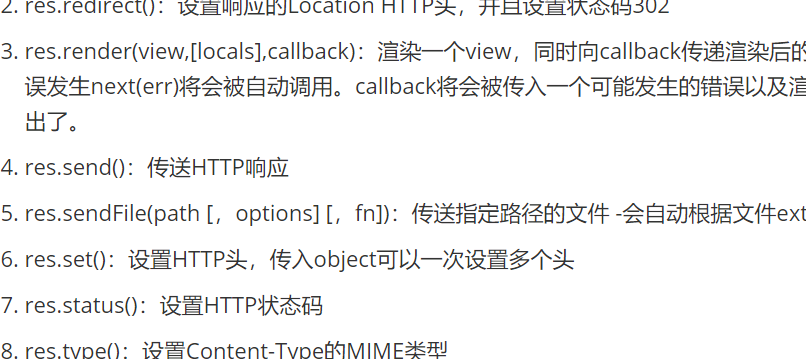 2. res.redirect()：设置响应的Location HTTP头，并且设置状态码302
3. res.render(view,[locals],callback)：渲染一个view，同时向callback传递渲染后的
误发生next(err)将会被自动调用。callback将会被传入一个可能发生的错误以及渲
出了。
4. res.send()：传送HTTP响应
5. res.sendFile(path [，options] [，fn])：传送指定路径的文件 -会自动根据文件ext
6. res.set()：设置HTTP头，传入object可以一次设置多个头
7. res.status()：设置HTTP状态码
8. res.type()：设置Content-Type的MIME类型